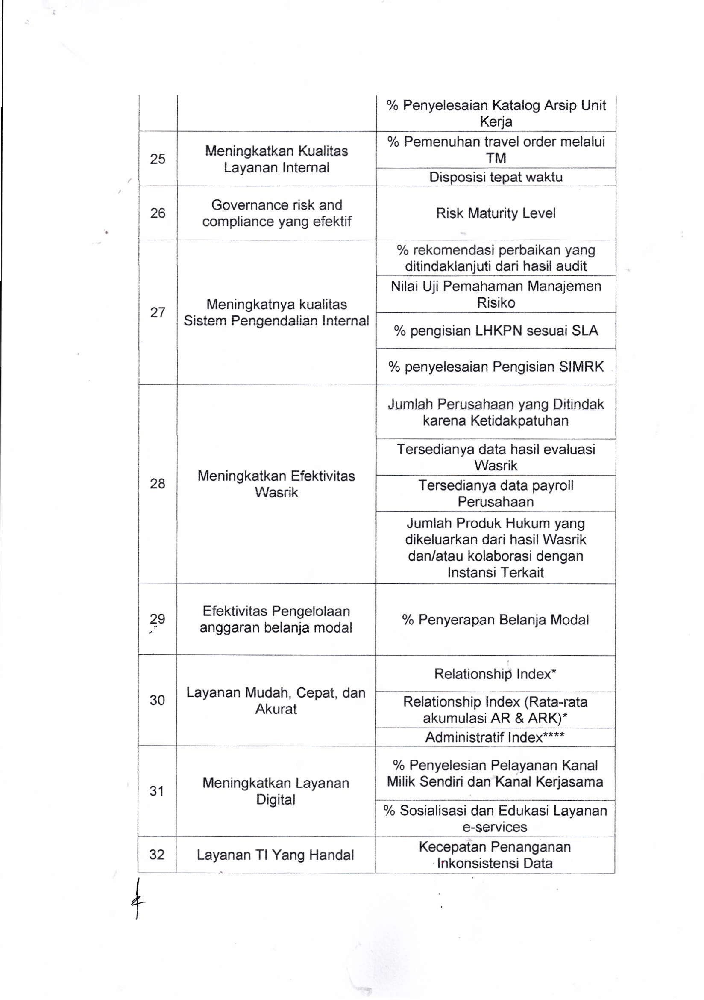 % Penyelesaian Katalog Arsip Unit
Kerja
25
Meningkatkan Kualitas
Layanan Internal
% Pemenuhan travel order melalui
TM
Disposisi tepat waktu
26
Governance risk and
compliance yang efektif
Risk Maturity Level
27
Meningkatnya kualitas
Sistem Pengendalian Internal
% rekomendasi perbaikan yang
ditindaklanjuti dari hasil audit
Nilai Uji Pemahaman Manajemen
Risiko
% pengisian LHKPN sesuai SLA
% penyelesaian Pengisian SIMRK
28
Meningkatkan Efektivitas
Wasrik
Jumlah Perusahaan yang Ditindak
karena Ketidakpatuhan
Tersedianya data hasil evaluasi
Wasrik
Tersedianya data payroll
Perusahaan
Jumlah Produk Hukum yang
dikeluarkan dari hasil Wasrik
dan/atau kolaborasi dengan
Instansi Terkait
29
Efektivitas Pengelolaan
anggaran belanja modal
% Penyerapan Belanja Modal
30
Layanan Mudah, Cepat, dan
Akurat
Relationship Index*
Relationship Index (Rata-rata
akumulasi AR & ARK)*
Administratif Index****
31
Meningkatkan Layanan
Digital
% Penyelesian Pelayanan Kanal
Milik Sendiri dan Kanal Kerjasama
% Sosialisasi dan Edukasi Layanan
e-services
32
Layanan TI Yang Handal
Kecepatan Penanganan
Inkonsistensi Data